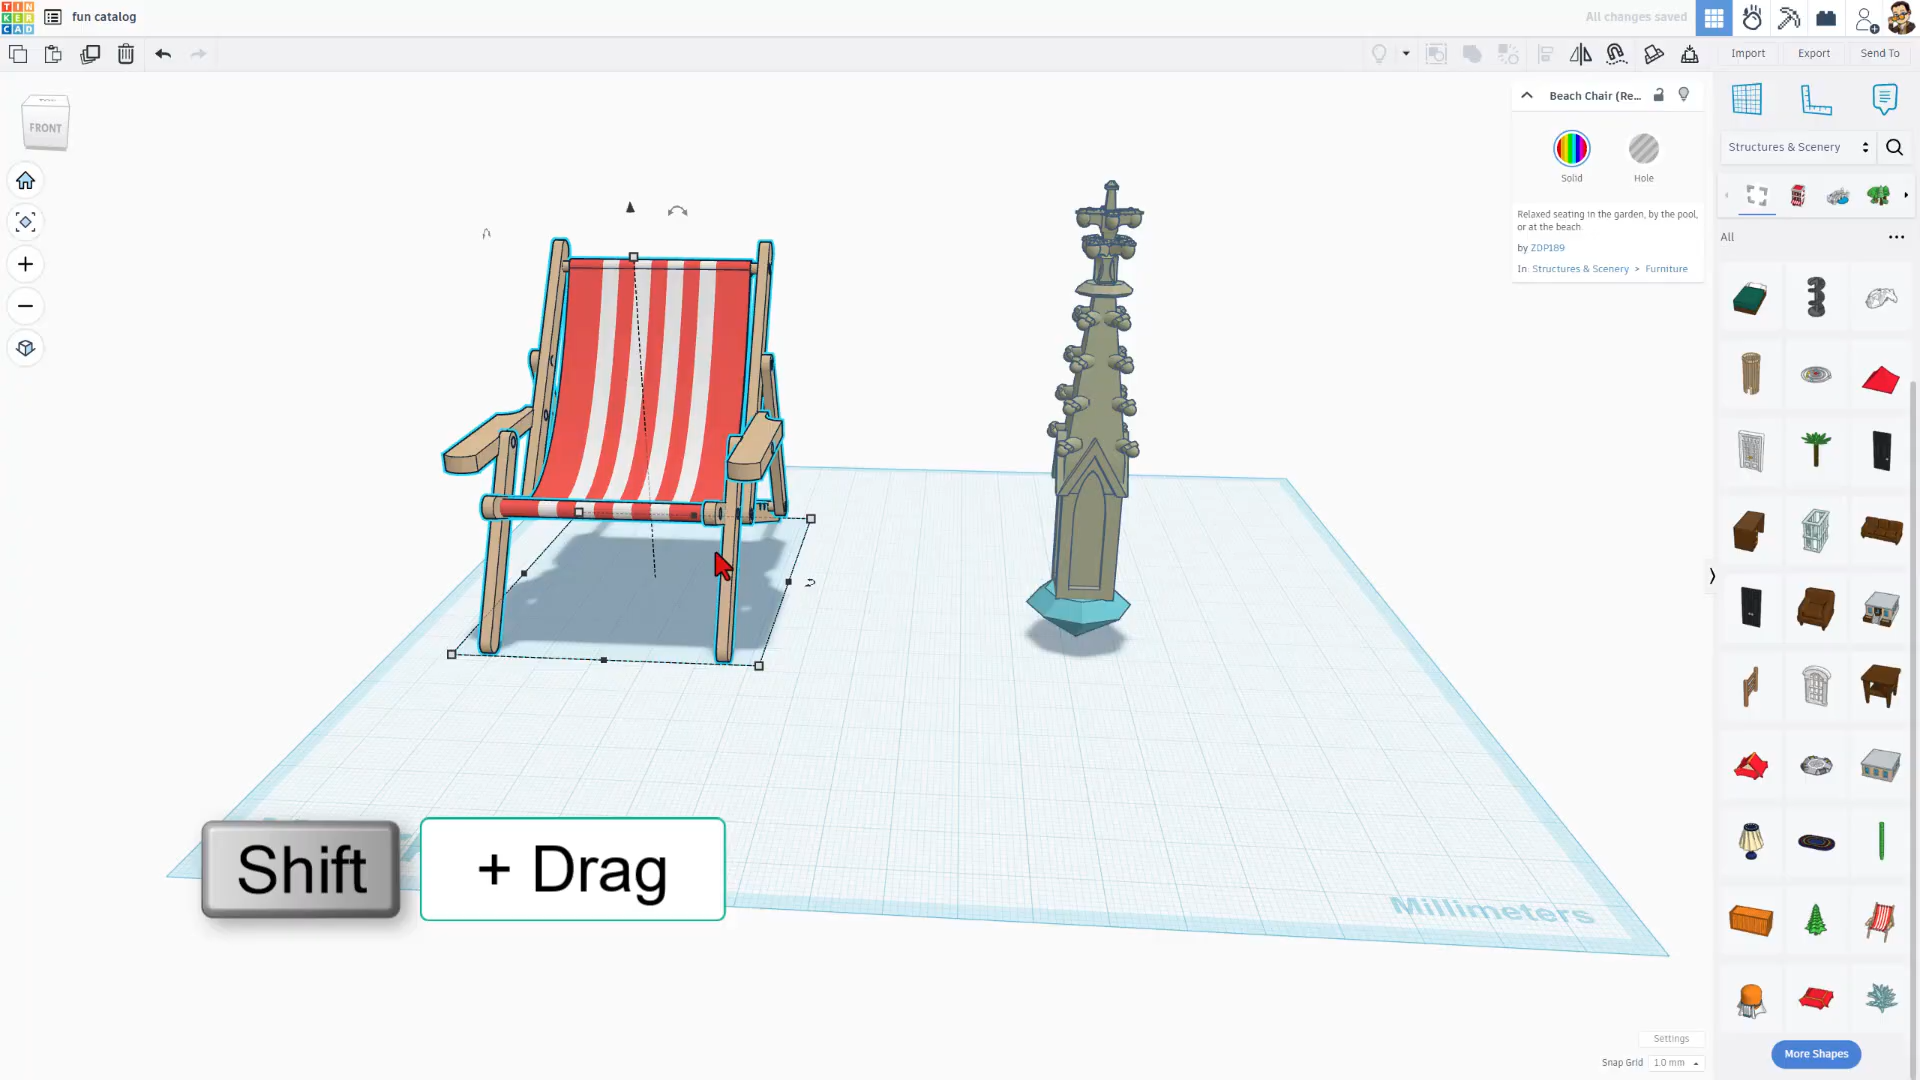 TIN
KER
CAD
fun catalog
All changes saved
Import
Export
Send To
FRONT
Beach Chair (Re...
Solid
Hole
Relaxed seating in the garden, by the pool,
or at the beach.
by ZDP189
In: Structures & Scenery > Furniture
Structures & Scenery
All
Shift
+ Drag
Millimeters
Settings
Snap Grid
1.0 mm
More Shapes